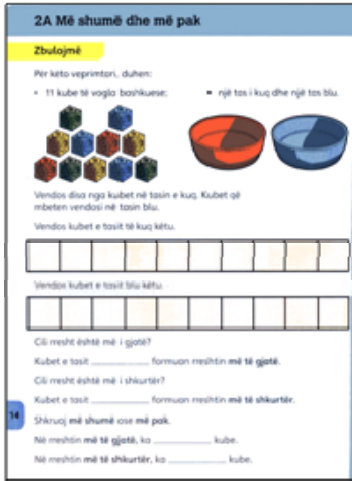 2A Më shumë dhe më pak
Zbulojmë
Për këto veprimtari, duhen:
• 11 kube të vogla bashkuese; • një tas i kuq dhe një tas blu.
Vendos disa nga kubet në tasin e kuq. Kubet që
mbeten vendosi në tasin blu.
Vendos kubet e tasit të kuq këtu.
Vendos kubet e tasit blu këtu.
Cili rresht është më i gjatë?
Kubet e tasit ________ formuan rreshtin më të gjatë.
Cili rresht është më i shkurtër?
Kubet e tasit ________ formuan rreshtin më të shkurtër.
14
Shkruaj më shumë ose më pak.
Në rreshtin më të gjatë, ka ________ kube.
Në rreshtin më të shkurtër, ka ________ kube.